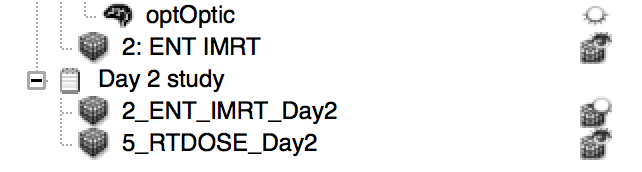 optOptic
2: ENT IMRT
Day 2 study
2_ENT_IMRT_Day2
5_RTDOSE_Day2